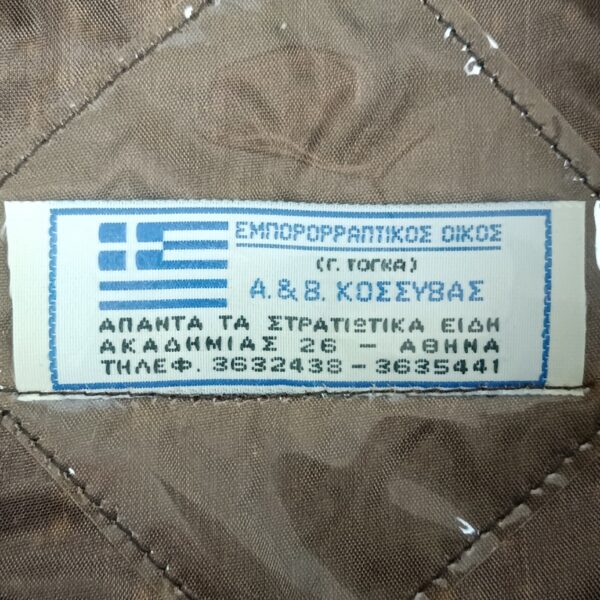 ΕΜΠΟΡΟΡΡΑΠΤΙΚΟΣ ΟΙΚΟΣ
(Γ. ΤΟΓΚΑ)
Α. & Β. ΚΟΣΣΥΒΑΣ
ΑΠΑΝΤΑ ΤΑ ΣΤΡΑΤΙΩΤΙΚΑ ΕΙΔΗ
ΑΚΑΔΗΜΙΑΣ 26 – ΑΘΗΝΑ
ΤΗΛΕΦ. 3632438 – 3635441